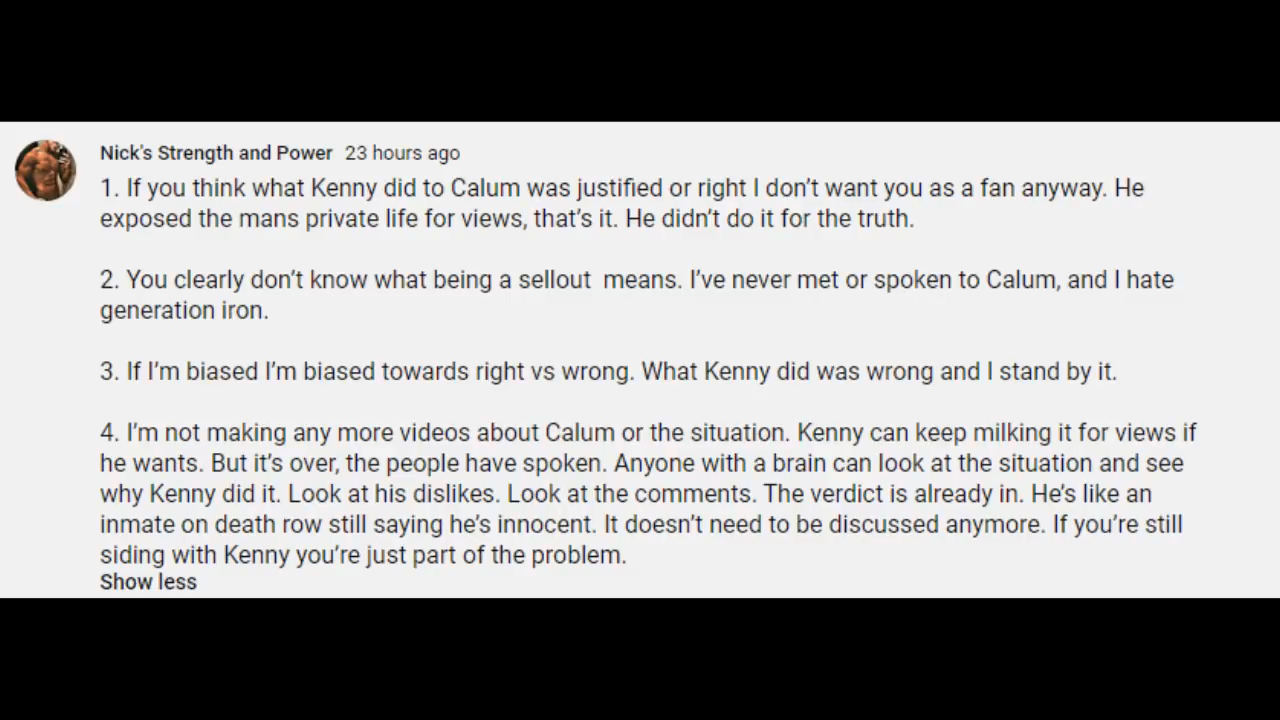 Nick's Strength and Power 23 hours ago
1. If you think what Kenny did to Calum was justified or right I don't want you as a fan anyway. He
exposed the mans private life for views, that's it. He didn't do it for the truth.
2. You clearly don't know what being a sellout  means. I've never met or spoken to Calum, and I hate
generation iron.
3. If I'm biased I'm biased towards right vs wrong. What Kenny did was wrong and I stand by it.
4. I'm not making any more videos about Calum or the situation. Kenny can keep milking it for views if
he wants. But it's over, the people have spoken. Anyone with a brain can look at the situation and see
why Kenny did it. Look at his dislikes. Look at the comments. The verdict is already in. He's like an
inmate on death row still saying he's innocent. It doesn't need to be discussed anymore. If you're still
siding with Kenny you're just part of the problem.
Show less